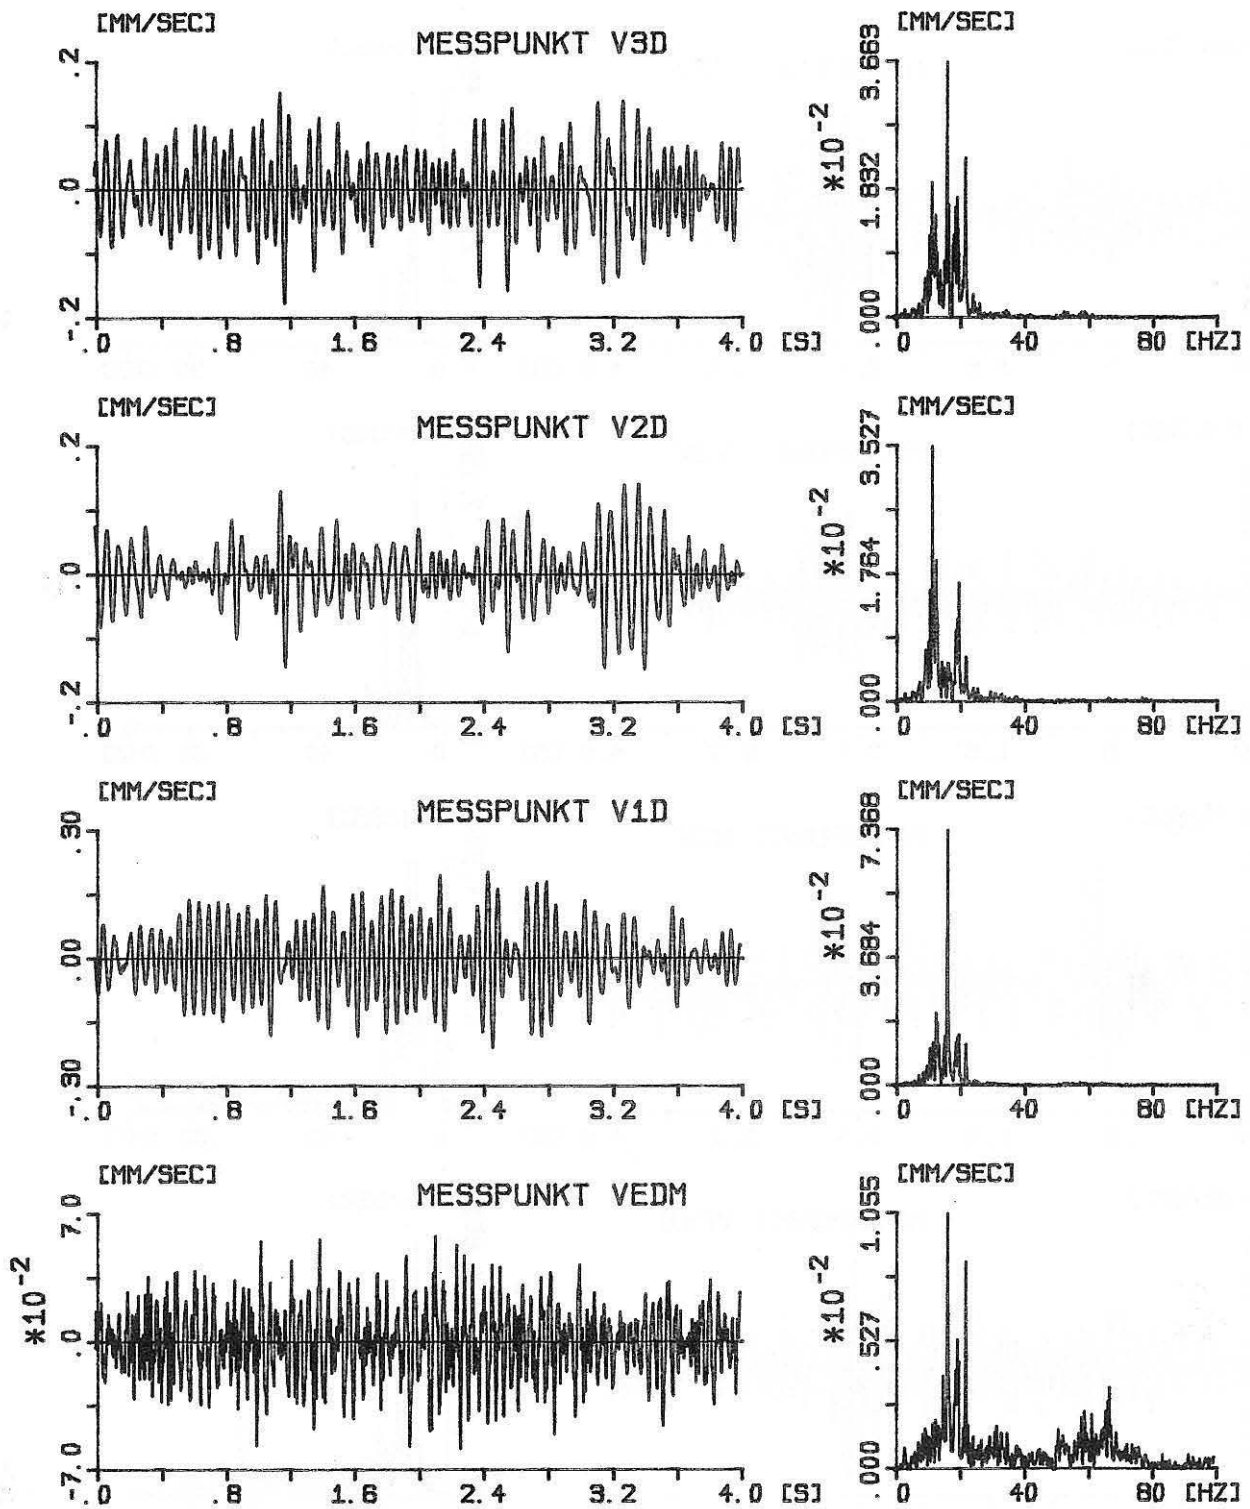 [MM/SEC]
MESSPUNKT V3D
.2
.0
-.2
.0 .8 1.6 2.4 3.2 4.0 [S]
[MM/SEC]
*10⁻²
3.663
1.832
.000
0 40 80 [HZ]
[MM/SEC]
MESSPUNKT V2D
.2
.0
-.2
.0 .8 1.6 2.4 3.2 4.0 [S]
[MM/SEC]
*10⁻²
3.527
1.764
.000
0 40 80 [HZ]
[MM/SEC]
MESSPUNKT V1D
.30
.00
-.30
.0 .8 1.6 2.4 3.2 4.0 [S]
[MM/SEC]
*10⁻²
7.368
3.684
.000
0 40 80 [HZ]
[MM/SEC]
MESSPUNKT VEDM
*10⁻²
7.0
.0
-7.0
.0 .8 1.6 2.4 3.2 4.0 [S]
[MM/SEC]
*10⁻²
1.055
.527
.000
0 40 80 [HZ]